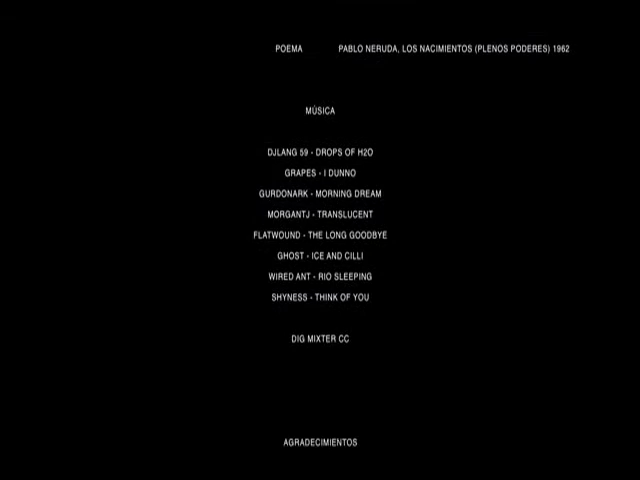 POEMA PABLO NERUDA, LOS NACIMIENTOS (PLENOS PODERES) 1962
MÚSICA
DJLANG 59 - DROPS OF H2O
GRAPES - I DUNNO
GURDONARK - MORNING DREAM
MORGANTJ - TRANSLUCENT
FLATWOUND - THE LONG GOODBYE
GHOST - ICE AND CILLI
WIRED ANT - RIO SLEEPING
SHYNESS - THINK OF YOU
DIG MIXTER CC
AGRADECIMIENTOS